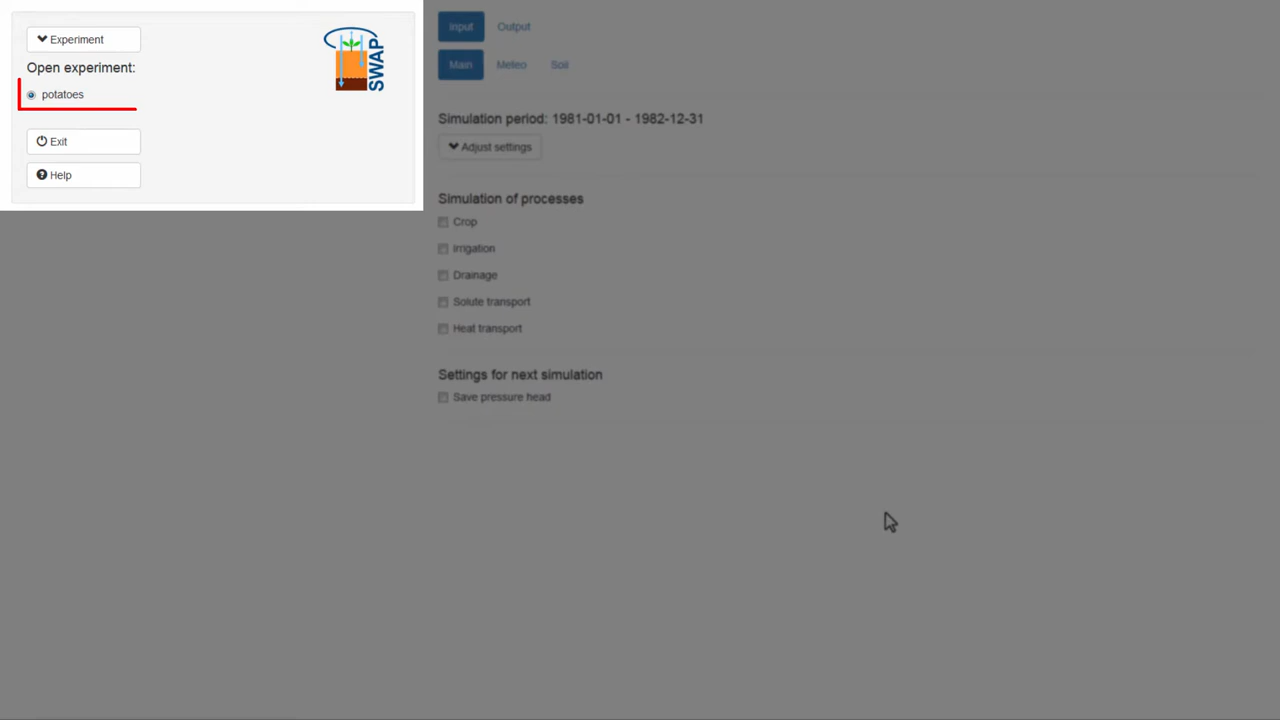 Experiment
Open experiment:
potatoes
Exit
Help
SWAP
Input Output
Main Meteo Soil
Simulation period: 1981-01-01 - 1982-12-31
Adjust settings
Simulation of processes
Crop
Irrigation
Drainage
Solute transport
Heat transport
Settings for next simulation
Save pressure head